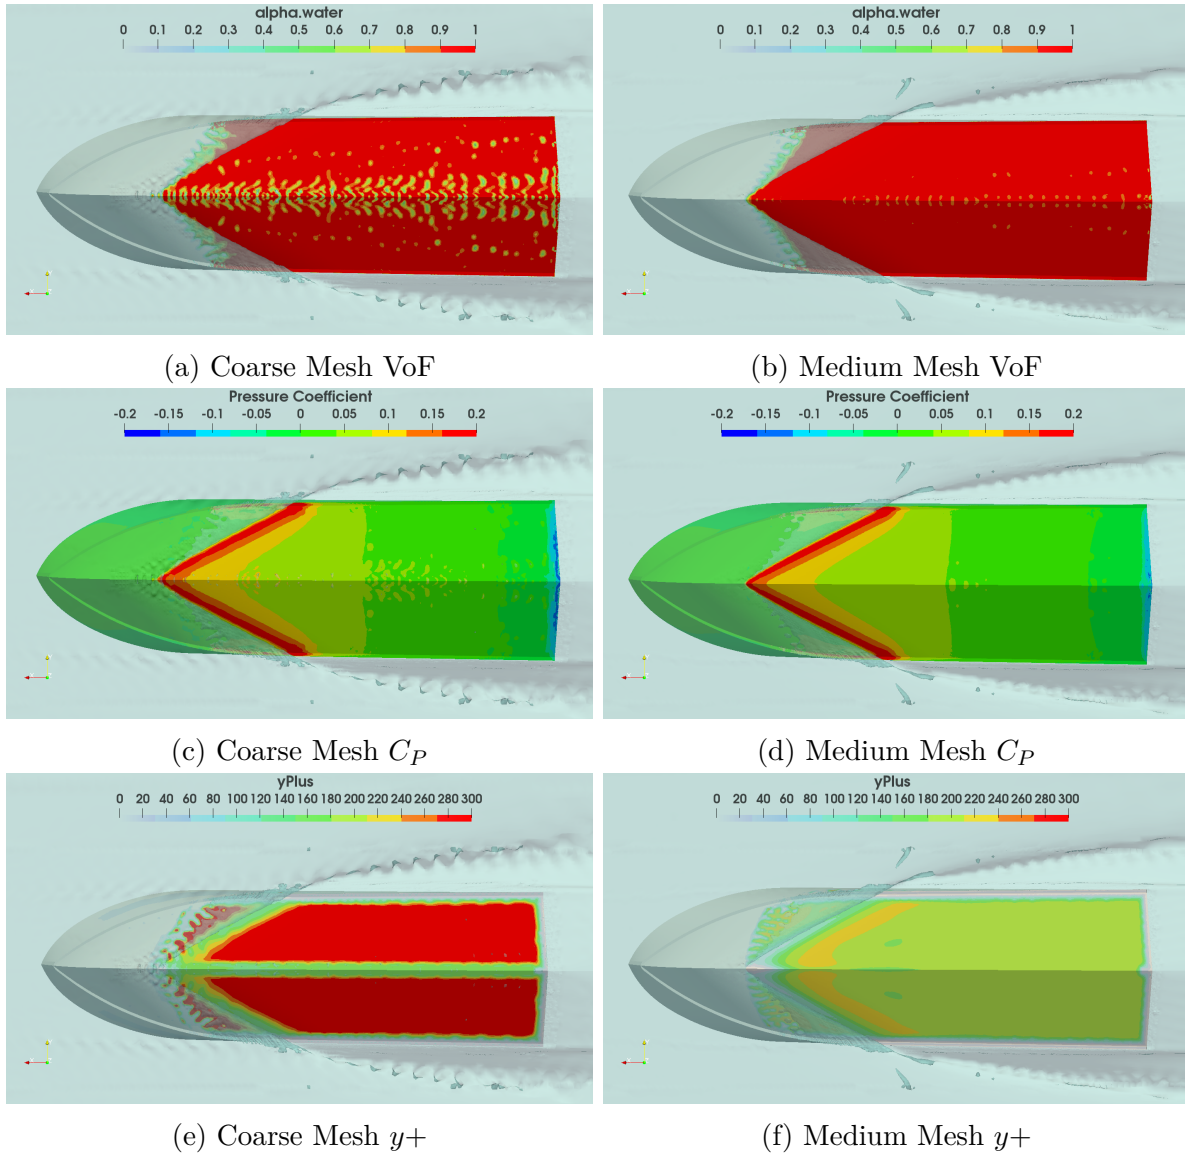 alpha.water
0 0.1 0.2 0.3 0.4 0.5 0.6 0.7 0.8 0.9 1
alpha.water
0 0.1 0.2 0.3 0.4 0.5 0.6 0.7 0.8 0.9 1
(a) Coarse Mesh VoF
(b) Medium Mesh VoF
Pressure Coefficient
-0.2 -0.15 -0.1 -0.05 0 0.05 0.1 0.15 0.2
Pressure Coefficient
-0.2 -0.15 -0.1 -0.05 0 0.05 0.1 0.15 0.2
(c) Coarse Mesh C_P
(d) Medium Mesh C_P
yPlus
0 20 40 60 80 100 120 140 160 180 200 220 240 260 280 300
yPlus
0 20 40 60 80 100 120 140 160 180 200 220 240 260 280 300
(e) Coarse Mesh y+
(f) Medium Mesh y+